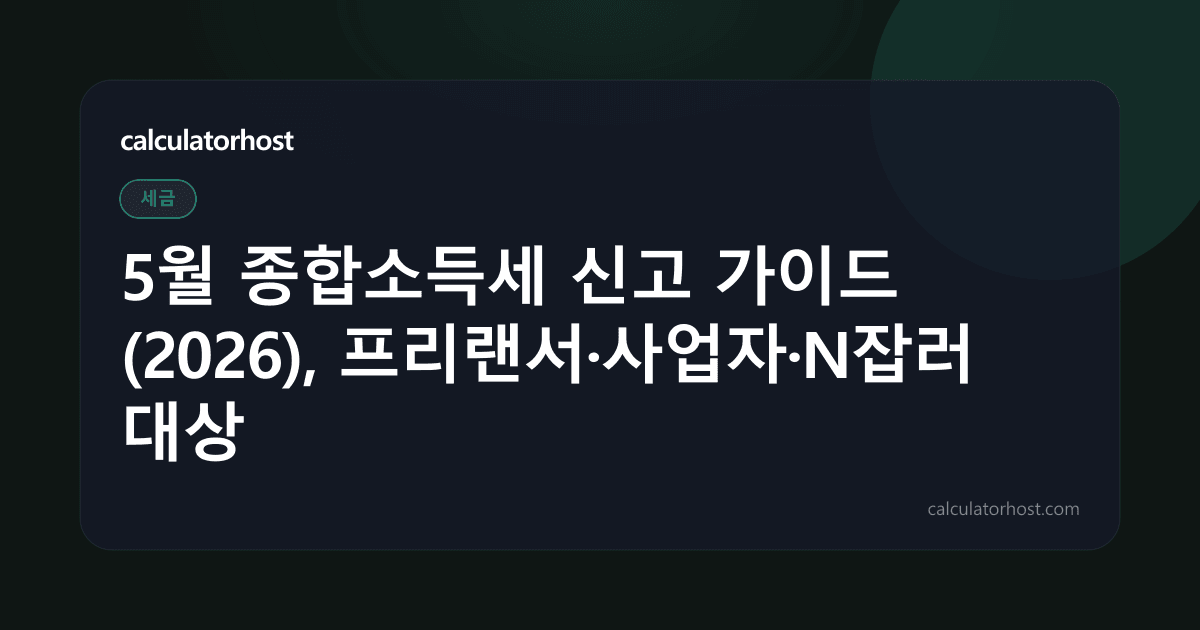 calculatorhost
세금
5월 종합소득세 신고 가이드
(2026), 프리랜서·사업자·N잡러
대상
calculatorhost.com